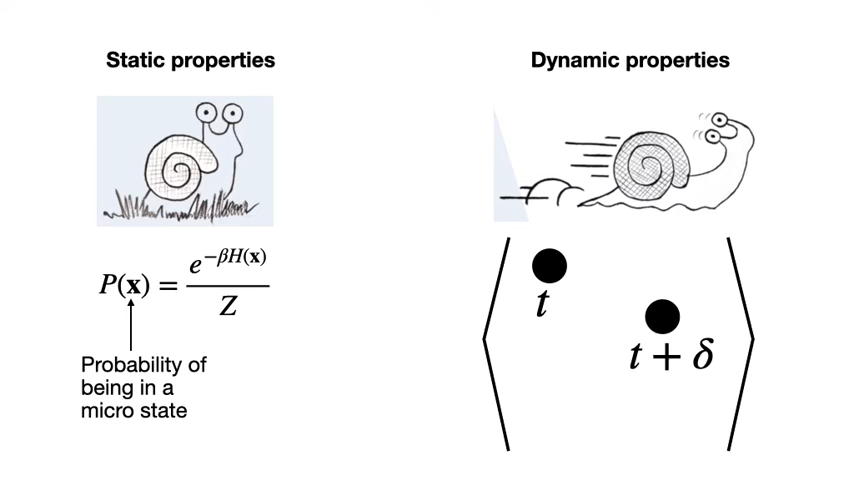 Static properties
Dynamic properties
P(x) = e^{−βH(x)} / Z
Probability of
being in a
micro state
t
t + δ